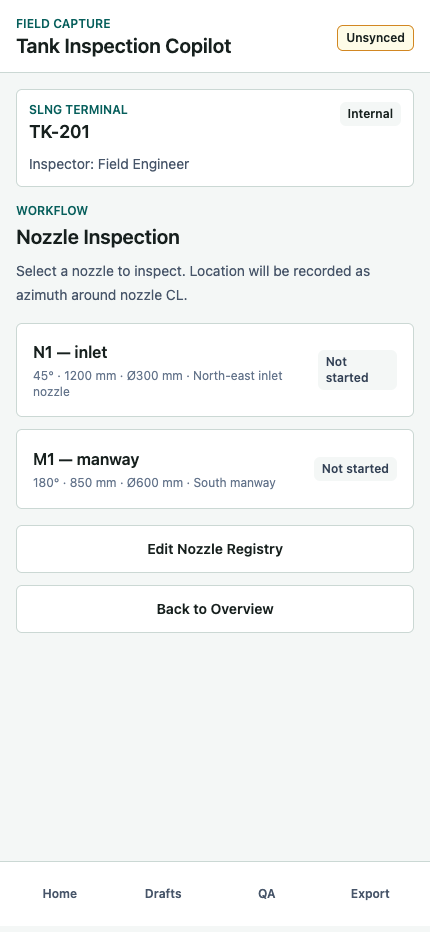 FIELD CAPTURE
Tank Inspection Copilot
Unsynced
SLNG TERMINAL
TK-201
Internal
Inspector: Field Engineer
WORKFLOW
Nozzle Inspection
Select a nozzle to inspect. Location will be recorded as
azimuth around nozzle CL.
N1 — inlet
45° · 1200 mm · Ø300 mm · North-east inlet
nozzle
Not
started
M1 — manway
180° · 850 mm · Ø600 mm · South manway
Not started
Edit Nozzle Registry
Back to Overview
Home
Drafts
QA
Export